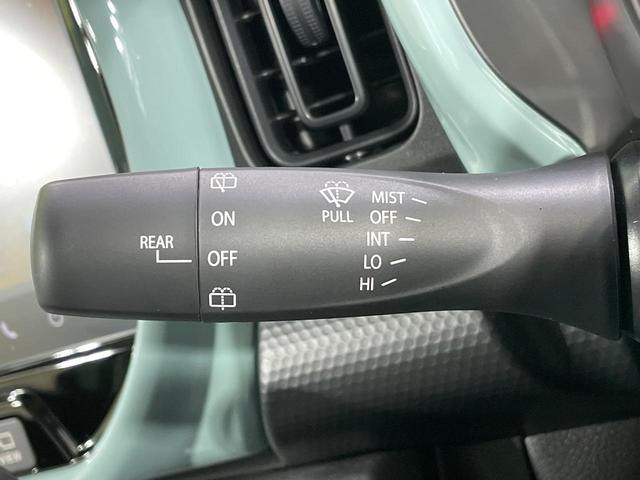 REAR
ON
OFF
PULL
MIST
OFF
INT
LO
HI